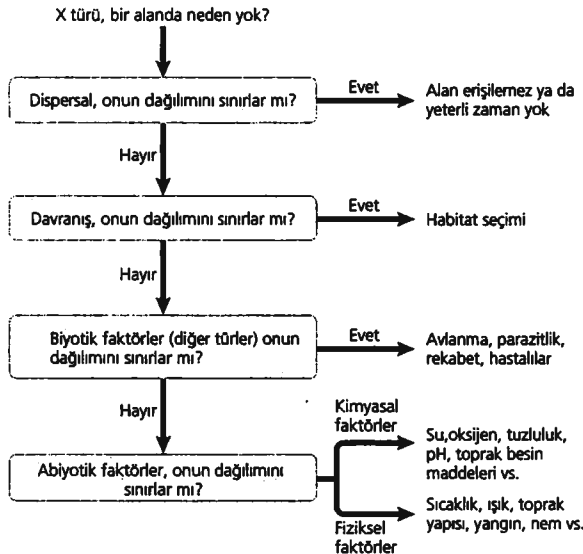 X türü, bir alanda neden yok?
Dispersal, onun dağılımını sınırlar mı?
Evet
Alan erişilemez ya da
yeterli zaman yok
Hayır
Davranış, onun dağılımını sınırlar mı?
Evet
Habitat seçimi
Hayır
Biyotik faktörler (diğer türler) onun
dağılımını sınırlar mı?
Evet
Avlanma, parazitlik,
rekabet, hastalılar
Hayır
Abiyotik faktörler, onun dağılımını
sınırlar mı?
Kimyasal
faktörler
Su,oksijen, tuzluluk,
pH, toprak besin
maddeleri vs.
Sıcaklık, ışık, toprak
yapısı, yangın, nem vs.
Fiziksel
faktörler